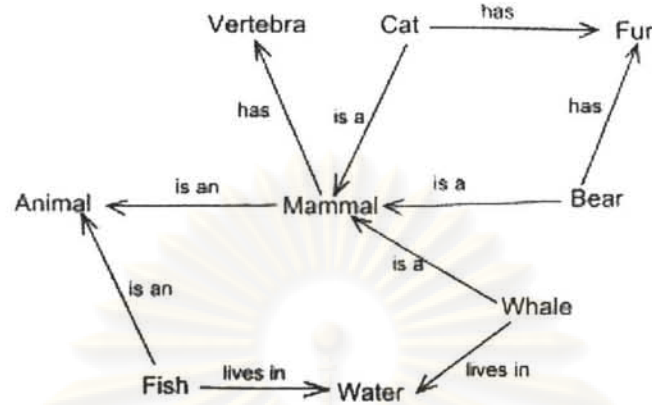 Vertebra Cat has Fur
has is a has
Animal is an Mammal is a Bear
is an is a Whale
Fish lives in Water lives in